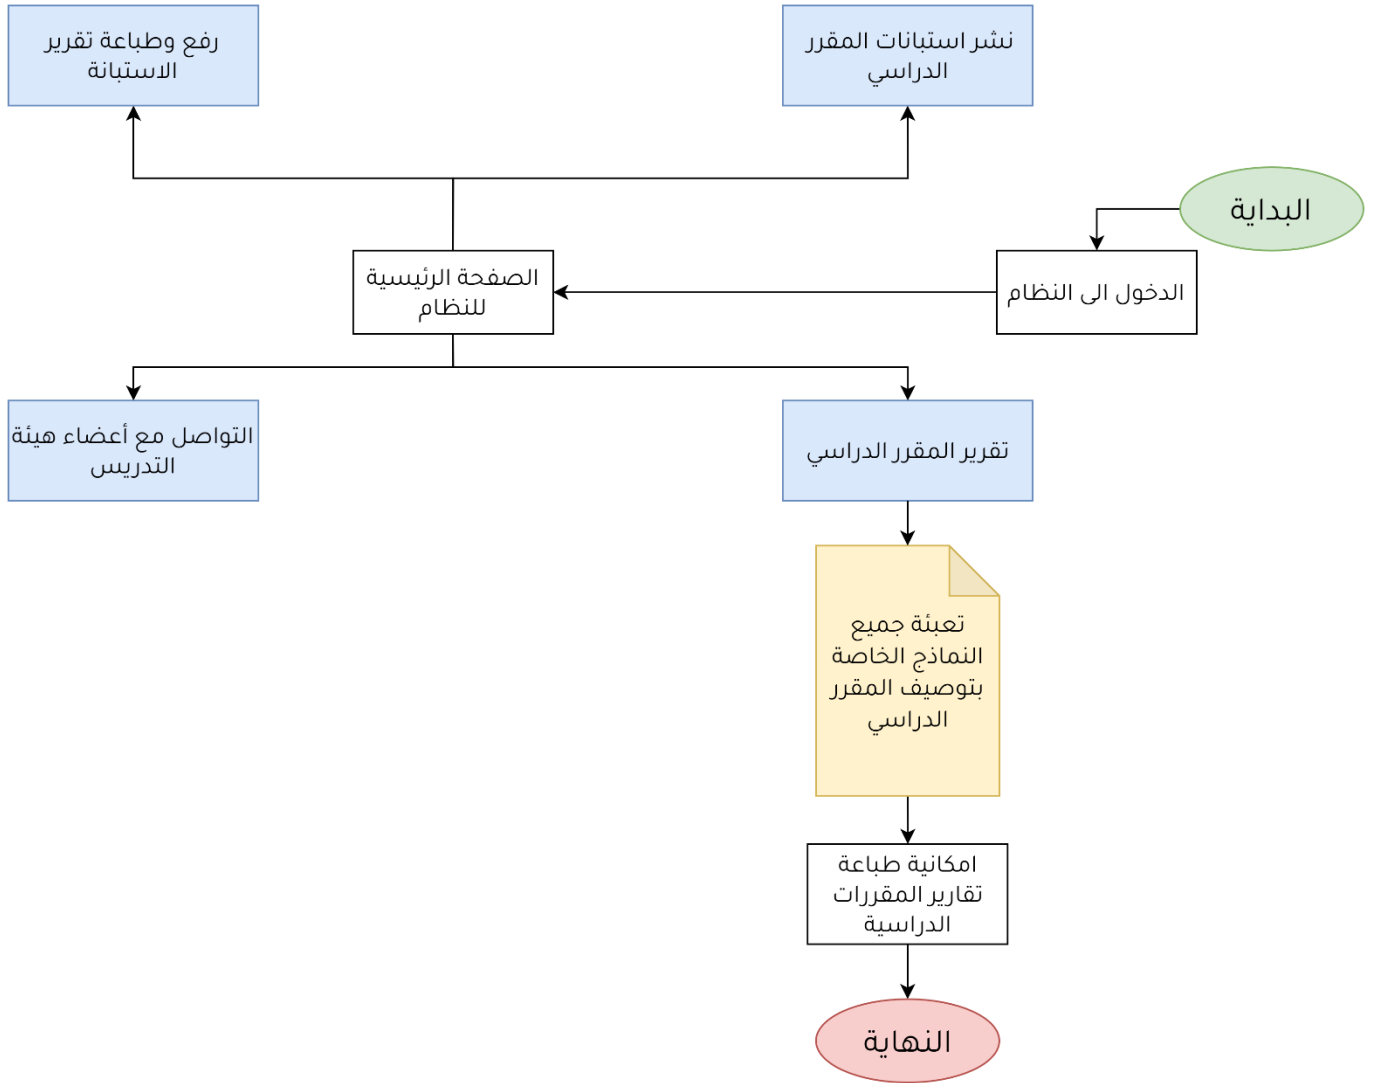 نشر استبانات المقرر
الدراسي
رفع وطباعة تقرير
الاستبانة
البداية
الدخول الى النظام
الصفحة الرئيسية
للنظام
تقرير المقرر الدراسي
التواصل مع أعضاء هيئة
التدريس
تعبئة جميع
النماذج الخاصة
بتوصيف المقرر
الدراسي
امكانية طباعة
تقارير المقررات
الدراسية
النهاية